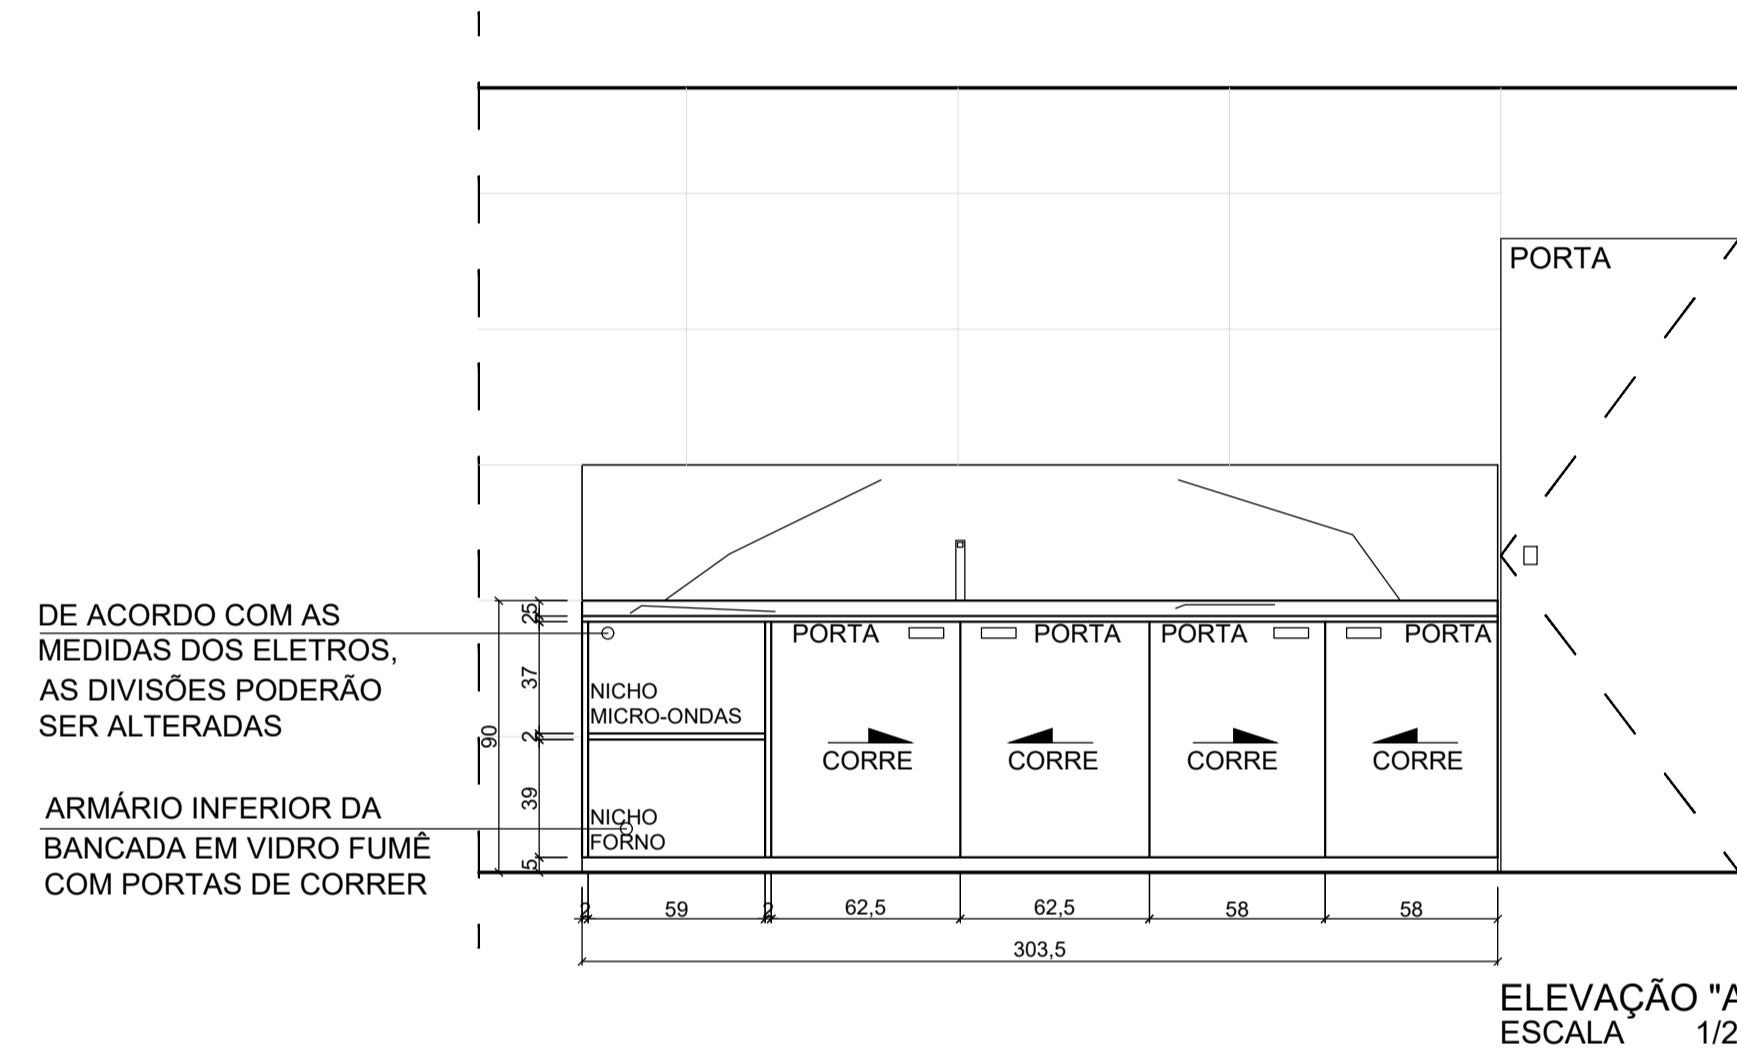 PORTA
DE ACORDO COM AS
MEDIDAS DOS ELETROS,
AS DIVISÕES PODERÃO
SER ALTERADAS
ARMÁRIO INFERIOR DA
BANCADA EM VIDRO FUMÊ
COM PORTAS DE CORRER
90
25
37
2
39
5
PORTA PORTA PORTA PORTA
NICHO
MICRO-ONDAS
CORRE CORRE CORRE CORRE
NICHO
FORNO
2 59 2 62,5 62,5 58 58
303,5
ELEVAÇÃO "A
ESCALA 1/2